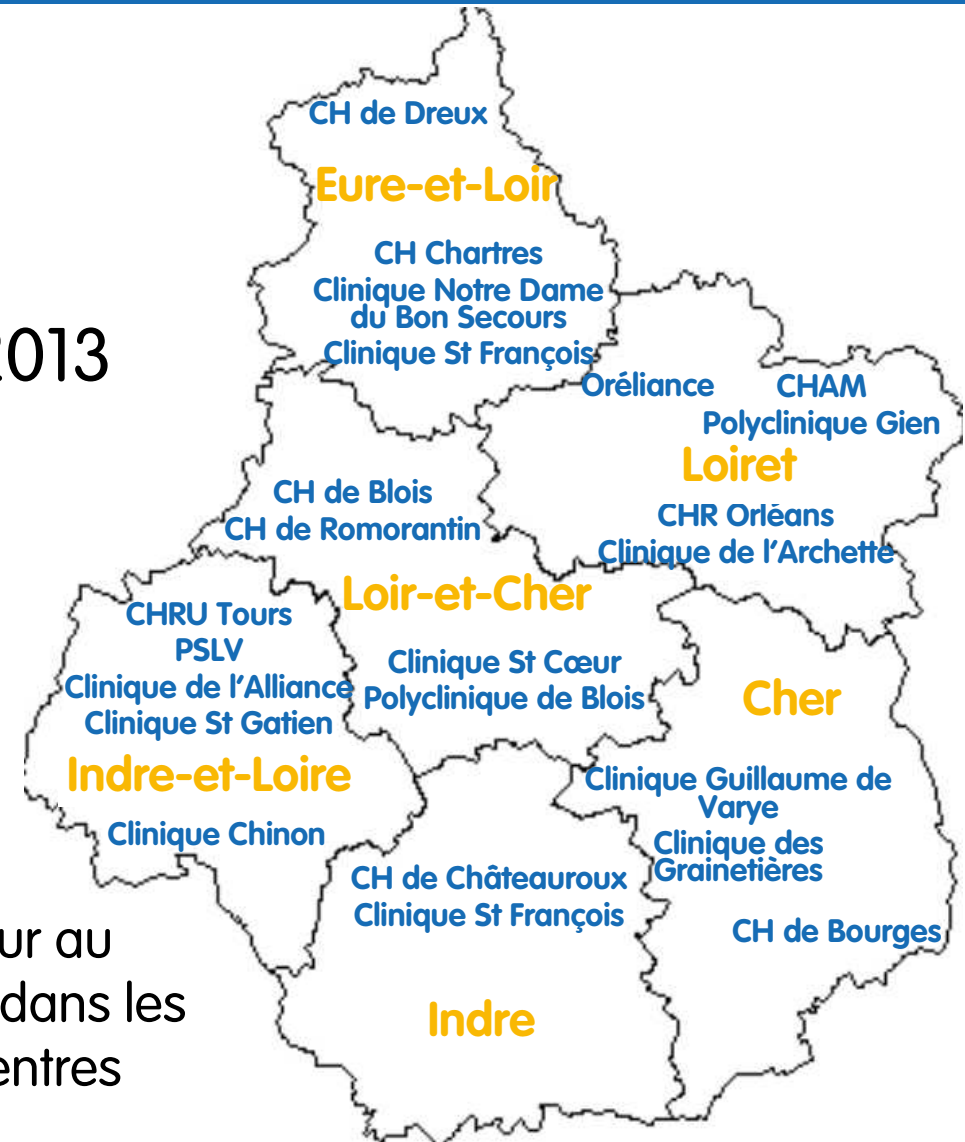 CH de Dreux
Eure-et-Loir
CH Chartres
Clinique Notre Dame
du Bon Secours
Clinique St François
2013
Oréliance
CHAM
Polyclinique Gien
Loiret
CHR Orléans
Clinique de l'Archette
CH de Blois
CH de Romorantin
Loir-et-Cher
Clinique St Cœur
Polyclinique de Blois
CHRU Tours
PSLV
Clinique de l'Alliance
Clinique St Gatien
Indre-et-Loire
Clinique Chinon
Cher
Clinique Guillaume de
Varye
Clinique des
Grainetières
CH de Bourges
CH de Châteauroux
Clinique St François
Indre
ur au
dans les
entres